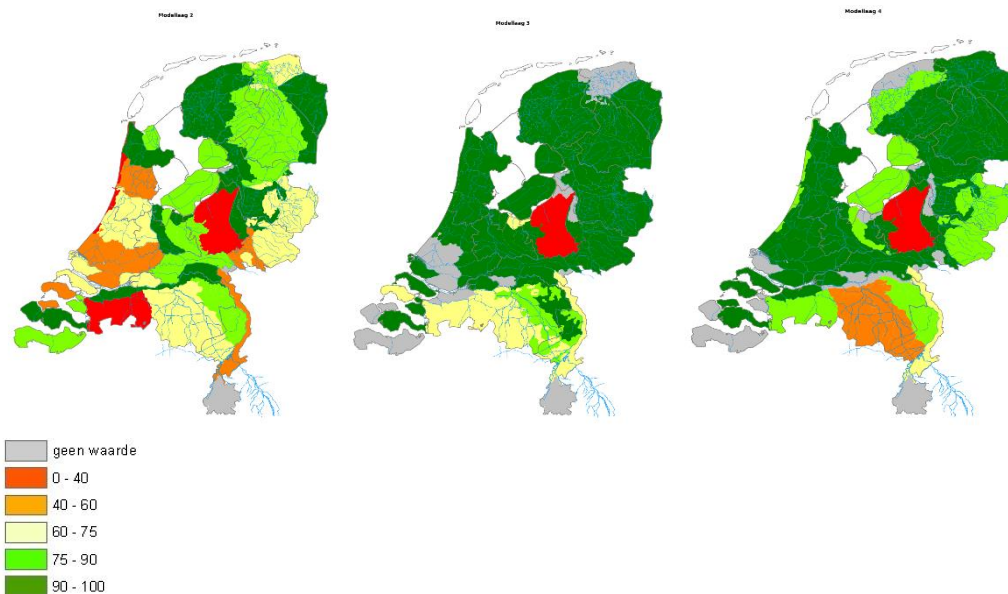 Modellaag 2
Modellaag 3
Modellaag 4
geen waarde
0 - 40
40 - 60
60 - 75
75 - 90
90 - 100